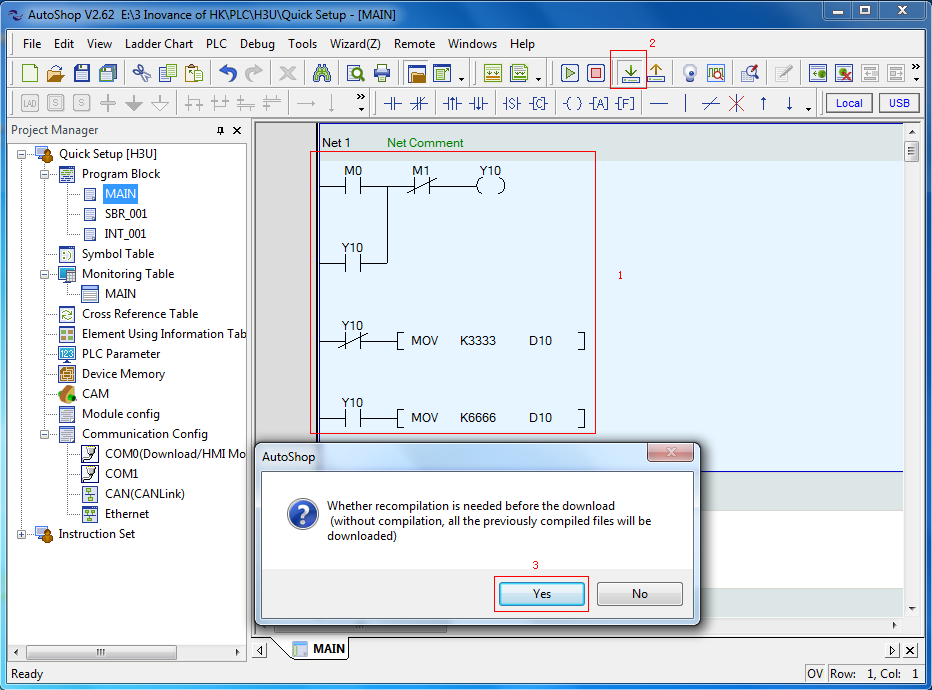 AutoShop V2.62 E:\3 Inovance of HK\PLC\H3U\Quick Setup - [MAIN]
File Edit View Ladder Chart PLC Debug Tools Wizard(Z) Remote Windows Help
2
LAD S S
S C A F Local USB
Project Manager
Quick Setup [H3U]
Program Block
MAIN
SBR_001
INT_001
Symbol Table
Monitoring Table
MAIN
Cross Reference Table
Element Using Information Tab
PLC Parameter
Device Memory
CAM
Module config
Communication Config
COM0(Download/HMI Mo
COM1
CAN(CANLink)
Ethernet
Instruction Set
Net 1 Net Comment
M0 M1 Y10
Y10
1
Y10
[ MOV K3333 D10 ]
Y10
[ MOV K6666 D10 ]
AutoShop
Whether recompilation is needed before the download
(without compilation, all the previously compiled files will be
downloaded)
3
Yes No
MAIN
Ready OV Row: 1, Col: 1